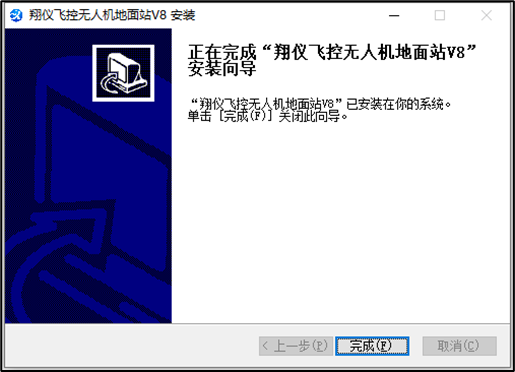 翔仪飞控无人机地面站V8 安装
正在完成“翔仪飞控无人机地面站V8”
安装向导
“翔仪飞控无人机地面站V8”已安装在你的系统。
单击 [完成(F)] 关闭此向导。
< 上一步(P) 完成(F) 取消(C)